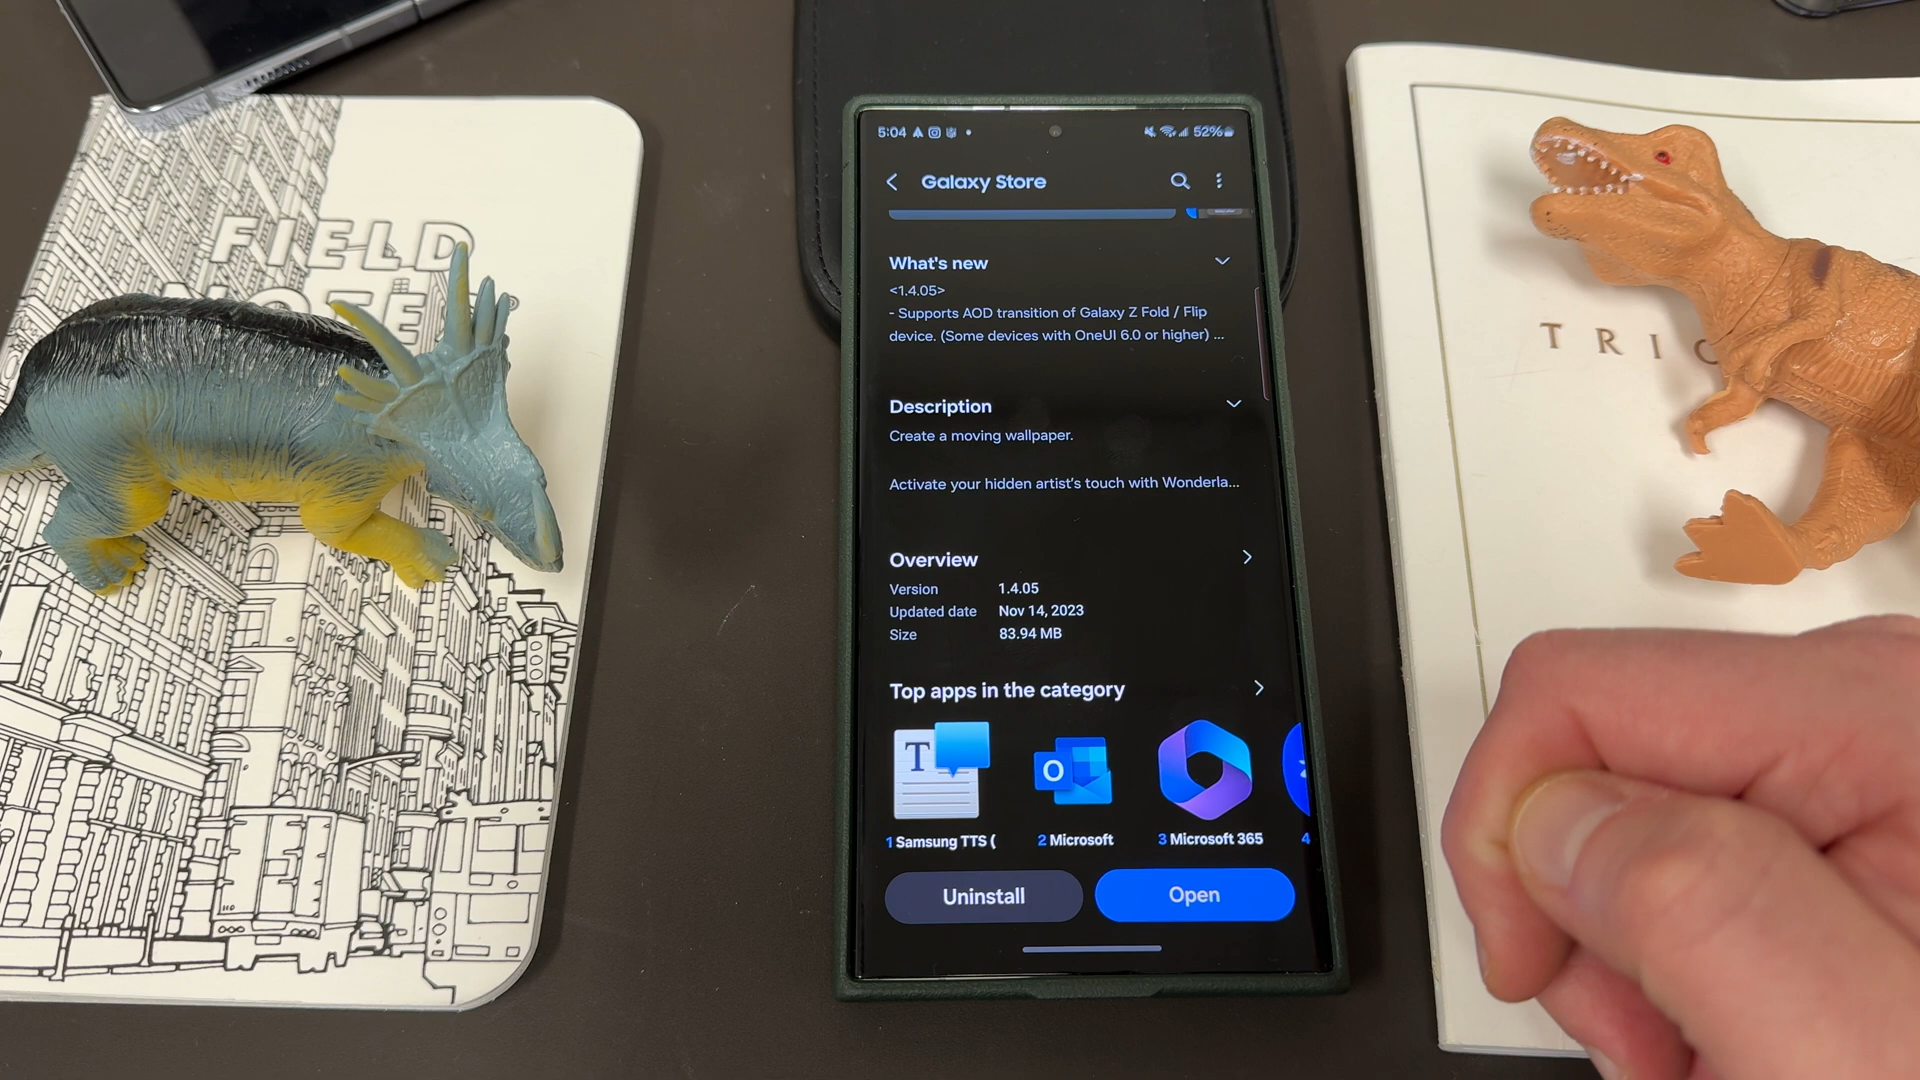 FIELD
NOTES
TRIC
5:04
52%
Galaxy Store
What's new
<1.4.05>
- Supports AOD transition of Galaxy Z Fold / Flip
device. (Some devices with OneUI 6.0 or higher) ...
Description
Create a moving wallpaper.
Activate your hidden artist's touch with Wonderla...
Overview
Version 1.4.05
Updated date Nov 14, 2023
Size 83.94 MB
Top apps in the category
T
O
1 Samsung TTS (
2 Microsoft
3 Microsoft 365
4
Uninstall
Open